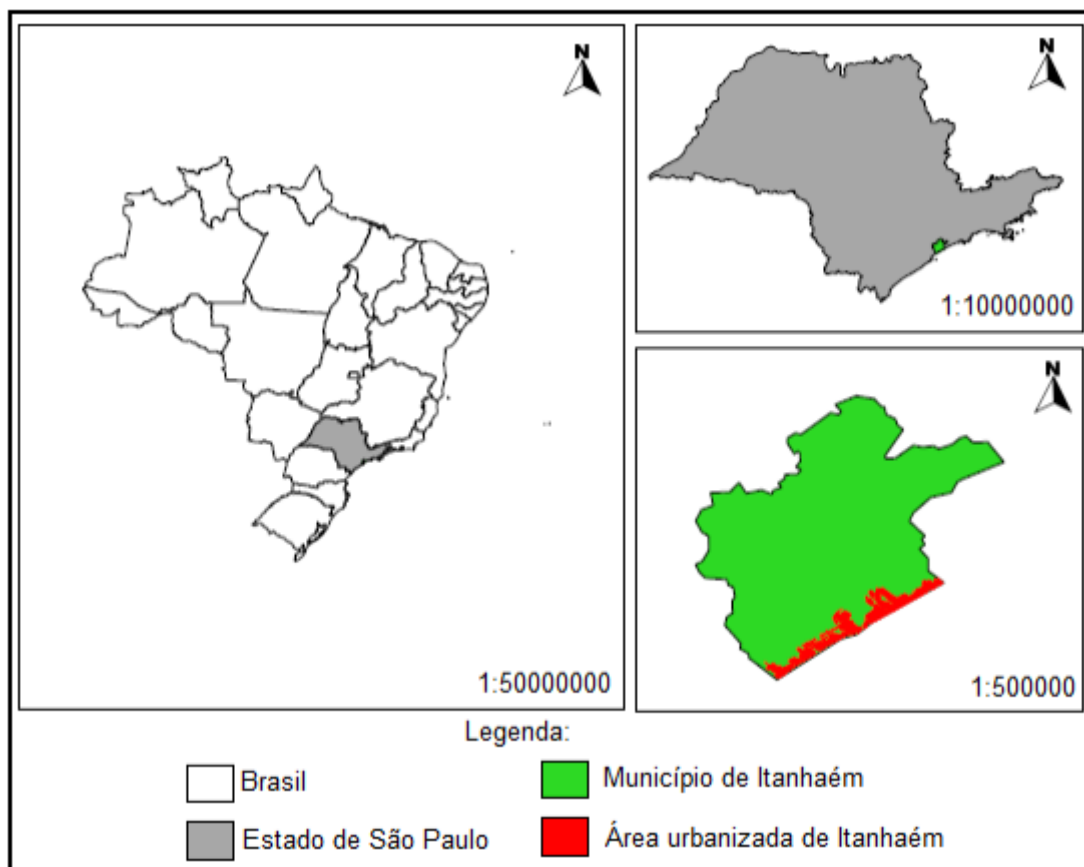 N
N
1:10000000
N
1:50000000
1:500000
Legenda:
Brasil
Município de Itanhaém
Estado de São Paulo
Área urbanizada de Itanhaém